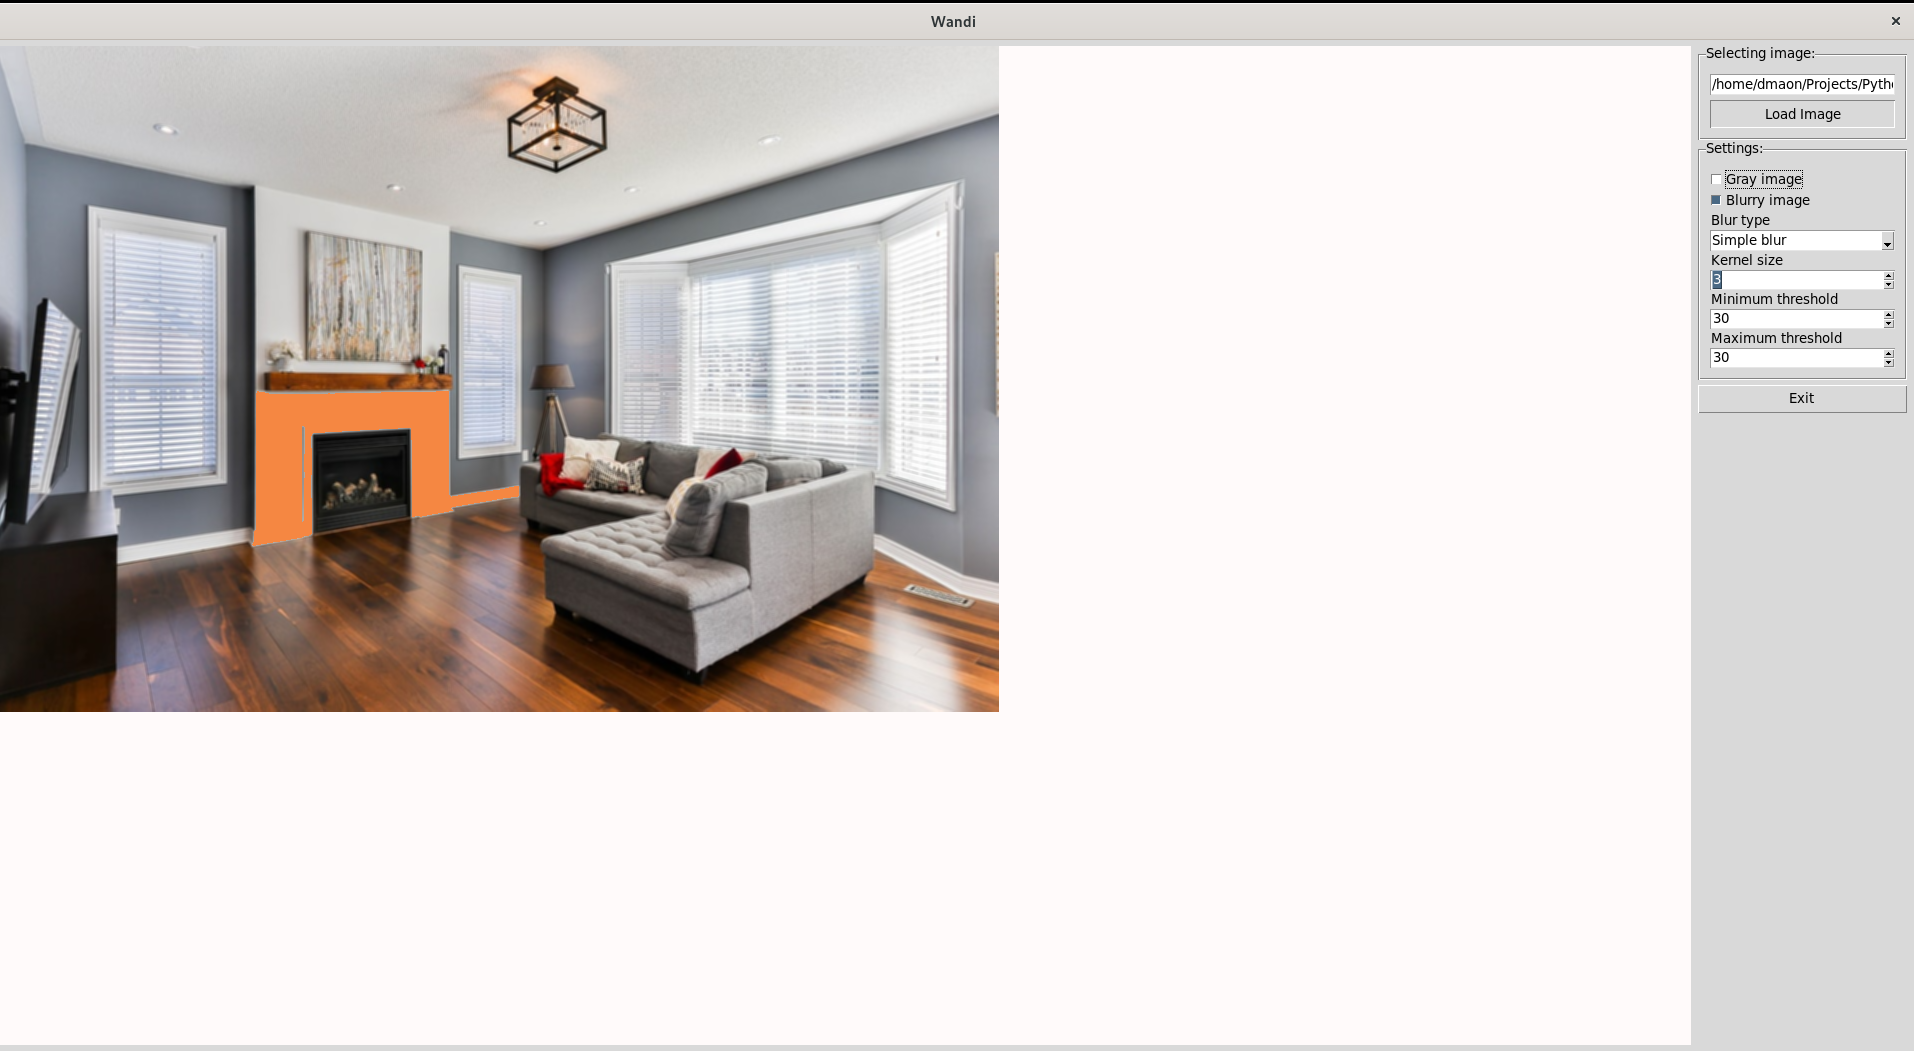 Wandi
Selecting image:
/home/dmaon/Projects/Pyth
Load Image
Settings:
Gray image
Blurry image
Blur type
Simple blur
Kernel size
3
Minimum threshold
30
Maximum threshold
30
Exit